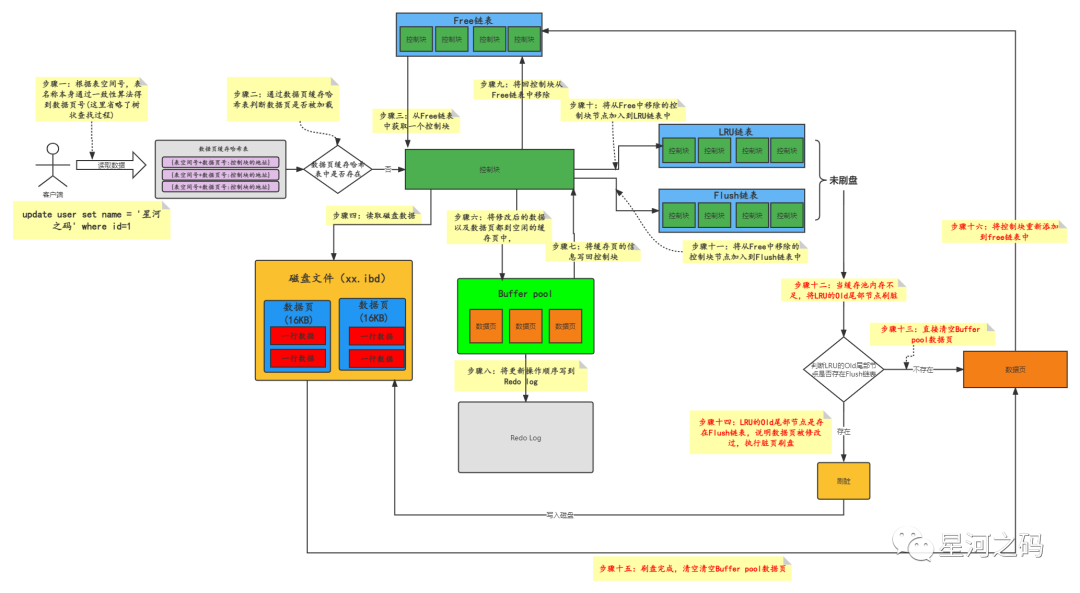 Free链表
控制块 控制块 控制块 控制块
步骤一：根据表空间号，表
名称本身通过一致性算法得
到数据页号(这里省略了树
状查找过程)
步骤二：通过数据页缓存哈
希表判断数据页是否被加载
步骤三：从Free链表
中获取一个控制块
步骤九：将回控制块从
Free链表中移除
步骤十：将从Free中移除的控
制块节点加入到LRU链表中
客户端
读取数据
update user set name = '星河
之码' where id=1
数据页缓存哈希表
[表空间号+数据页号:控制块的地址]
[表空间号+数据页号:控制块的地址]
[表空间号+数据页号:控制块的地址]
数据页缓存哈希
表中是否存在
否
控制块
LRU链表
控制块 控制块 控制块 控制块
Flush链表
控制块 控制块 控制块 控制块
未刷盘
步骤四：读取磁盘数据
步骤六：将修改后的数据
以及数据页都到空闲的缓
存页中，
步骤七：将缓存页的信
息写回控制块
步骤十一：将从Free中移除的
控制块节点加入到Flush链表中
步骤十六：将控制块重新添加
到free链表中
磁盘文件（xx.ibd）
数据页
(16KB)
一行数据
一行数据
数据页
(16KB)
一行数据
一行数据
Buffer pool
数据页 数据页 数据页
步骤十二：当缓存池内存不
足，将LRU的Old尾部节点刷脏
步骤十三：直接清空Buffer
pool数据页
判断LRU的Old尾部节
点是否存在Flush链表
不存在
数据页
步骤八：将更新操作顺序写到
Redo log
Redo Log
步骤十四：LRU的Old尾部节点是存
在Flush链表，说明数据页被修改
过，执行脏页刷盘
存在
刷脏
写入磁盘
步骤十五：刷盘完成，清空清空Buffer pool数据页
星河之码